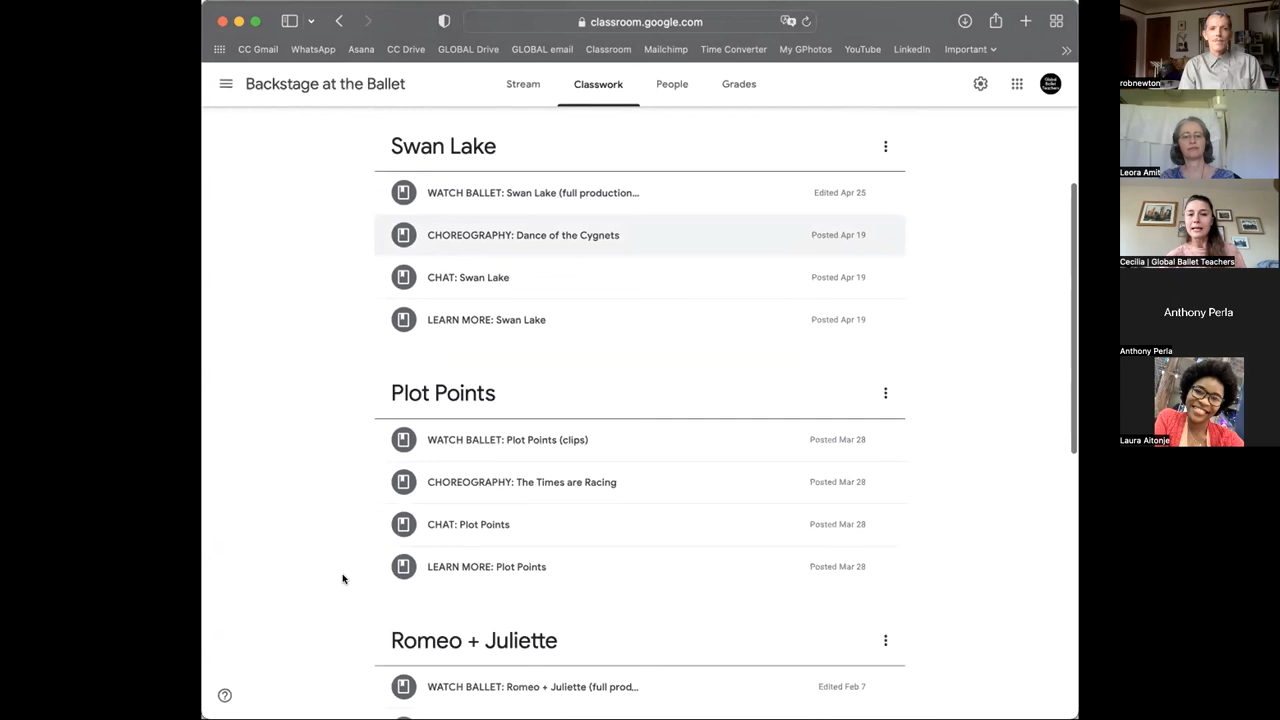 classroom.google.com
CC Gmail WhatsApp Asana CC Drive GLOBAL Drive GLOBAL email Classroom Mailchimp Time Converter My GPhotos YouTube LinkedIn Important
Backstage at the Ballet Stream Classwork People Grades
Swan Lake
WATCH BALLET: Swan Lake (full production... Edited Apr 25
CHOREOGRAPHY: Dance of the Cygnets Posted Apr 19
CHAT: Swan Lake Posted Apr 19
LEARN MORE: Swan Lake Posted Apr 19
Plot Points
WATCH BALLET: Plot Points (clips) Posted Mar 28
CHOREOGRAPHY: The Times are Racing Posted Mar 28
CHAT: Plot Points Posted Mar 28
LEARN MORE: Plot Points Posted Mar 28
Romeo + Juliette
WATCH BALLET: Romeo + Juliette (full prod... Edited Feb 7
robnewton
Leora Amit
Cecilia | Global Ballet Teachers
Anthony Perla
Anthony Perla
Laura Aitonje